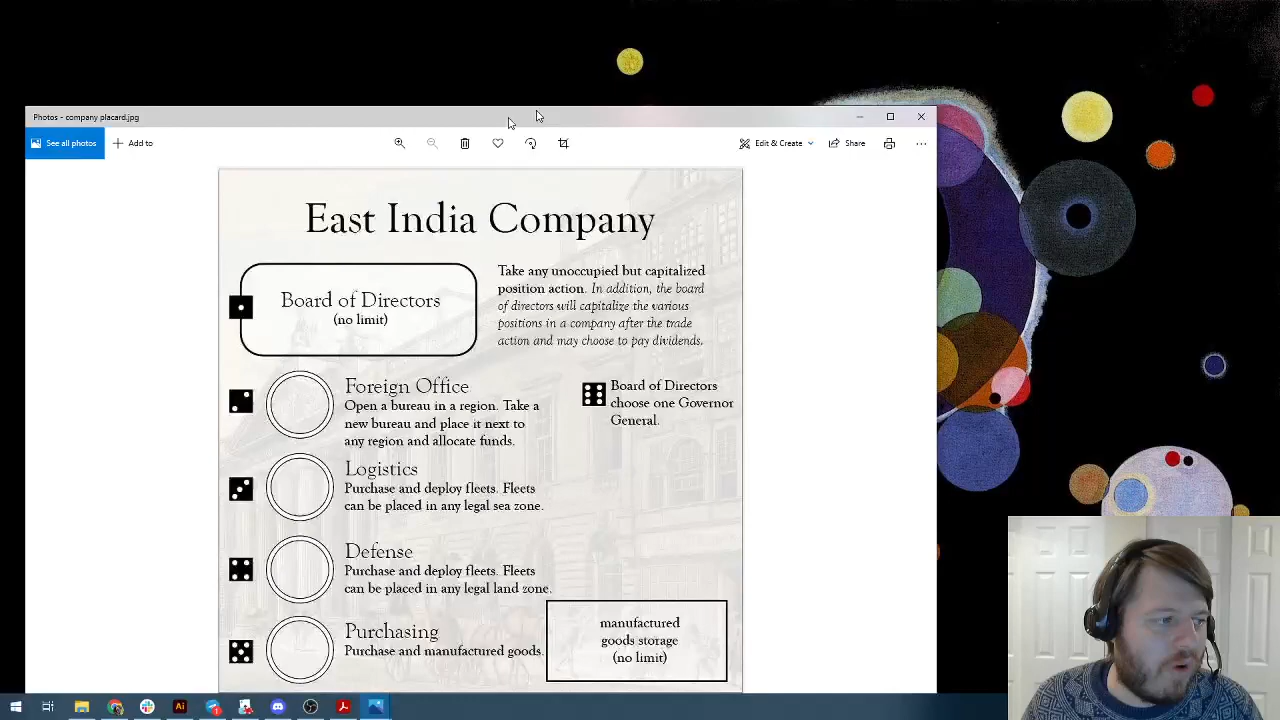 Photos - company placard.jpg
See all photos
Add to
Edit & Create
Share
East India Company
Board of Directors
(no limit)
Take any unoccupied but capitalized
position action. In addition, the board
of directors will capitalize the various
positions in a company after the trade
action and may choose to pay dividends.
Foreign Office
Open a bureau in a region. Take a
new bureau and place it next to
any region and allocate funds.
Board of Directors
choose one Governor
General.
Logistics
Purchase and deploy fleets. Fleets
can be placed in any legal sea zone.
Defense
Purchase and deploy fleets. Fleets
can be placed in any legal land zone.
Purchasing
Purchase and manufactured goods.
manufactured
goods storage
(no limit)
Ai